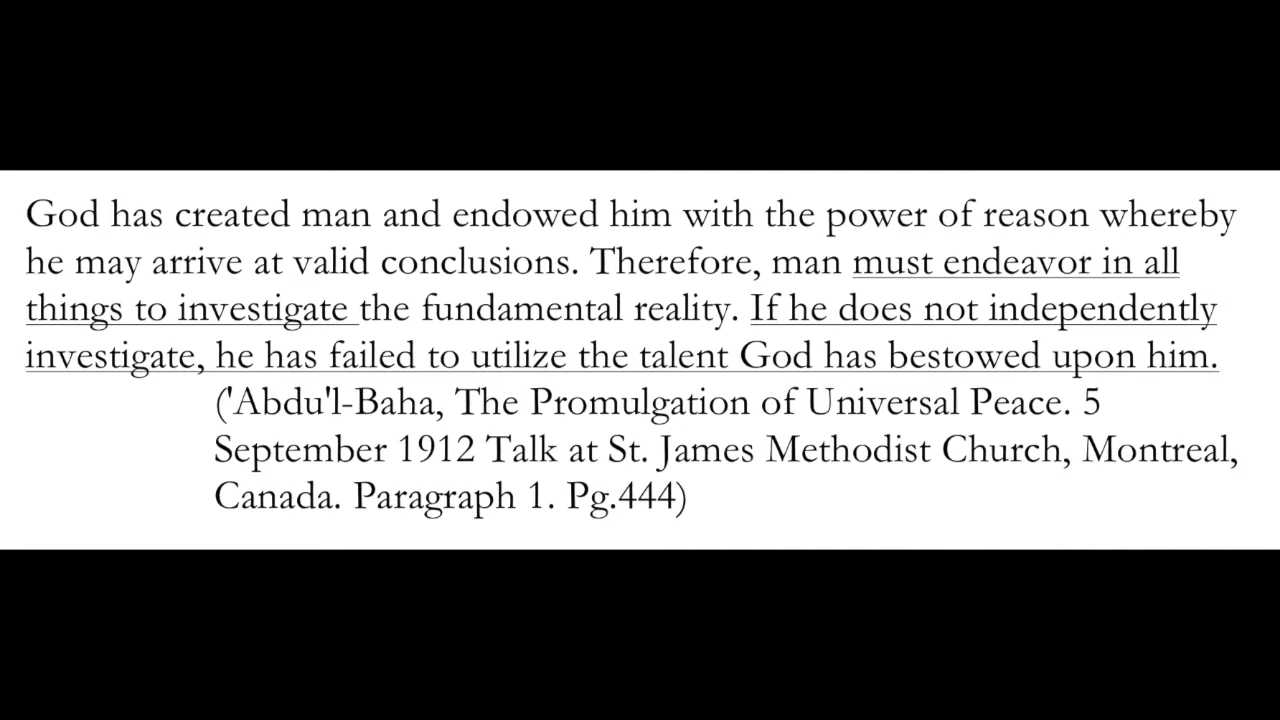 God has created man and endowed him with the power of reason whereby
he may arrive at valid conclusions. Therefore, man must endeavor in all
things to investigate the fundamental reality. If he does not independently
investigate, he has failed to utilize the talent God has bestowed upon him.
('Abdu'l-Baha, The Promulgation of Universal Peace. 5
September 1912 Talk at St. James Methodist Church, Montreal,
Canada. Paragraph 1. Pg.444)